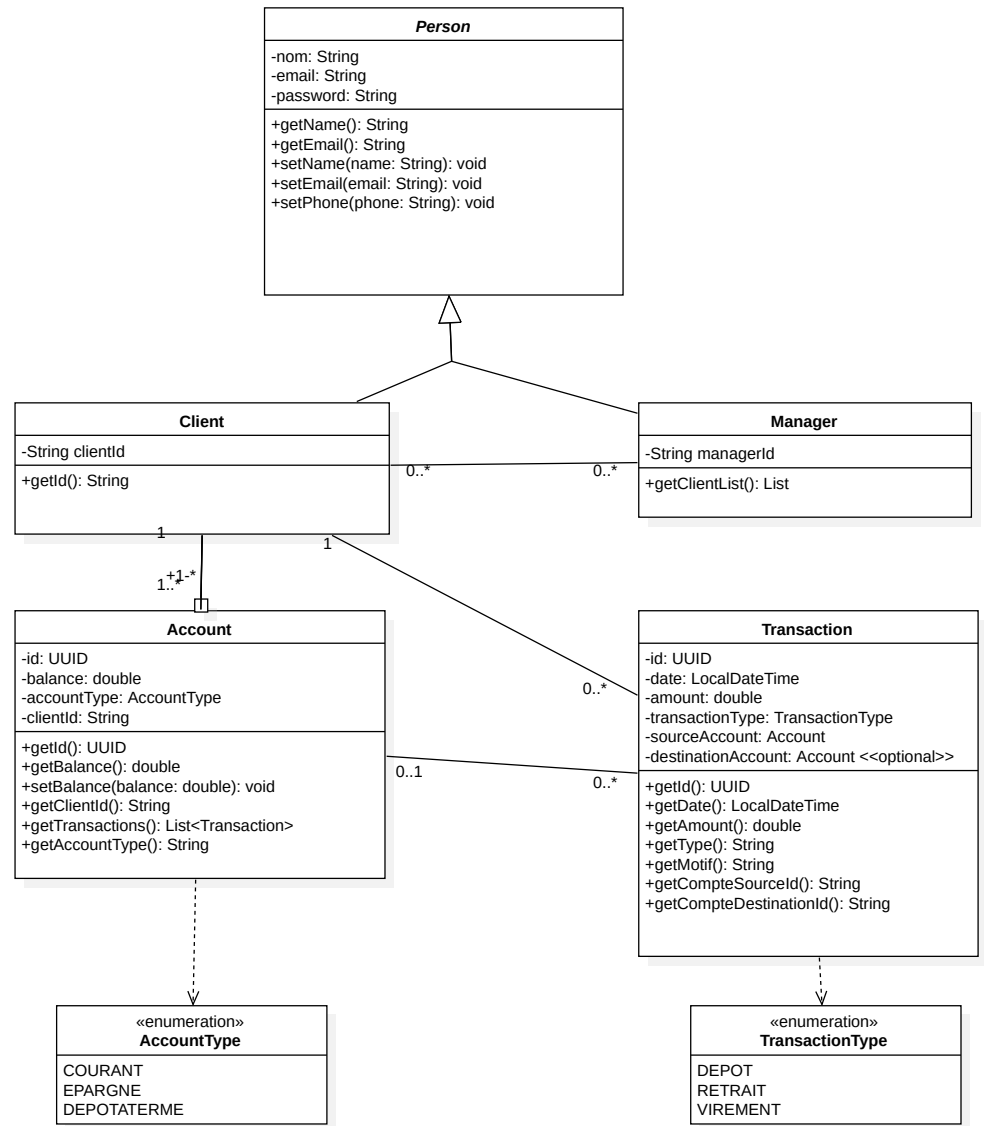 Person
-nom: String
-email: String
-password: String
+getName(): String
+getEmail(): String
+setName(name: String): void
+setEmail(email: String): void
+setPhone(phone: String): void
Client
-String clientId
+getId(): String
Manager
-String managerId
+getClientList(): List
0..*
0..*
1
+1-*
1..*
1
0..*
Account
-id: UUID
-balance: double
-accountType: AccountType
-clientId: String
+getId(): UUID
+getBalance(): double
+setBalance(balance: double): void
+getClientId(): String
+getTransactions(): List<Transaction>
+getAccountType(): String
0..1
0..*
Transaction
-id: UUID
-date: LocalDateTime
-amount: double
-transactionType: TransactionType
-sourceAccount: Account
-destinationAccount: Account <<optional>>
+getId(): UUID
+getDate(): LocalDateTime
+getAmount(): double
+getType(): String
+getMotif(): String
+getCompteSourceId(): String
+getCompteDestinationId(): String
«enumeration»
AccountType
COURANT
EPARGNE
DEPOTATERME
«enumeration»
TransactionType
DEPOT
RETRAIT
VIREMENT